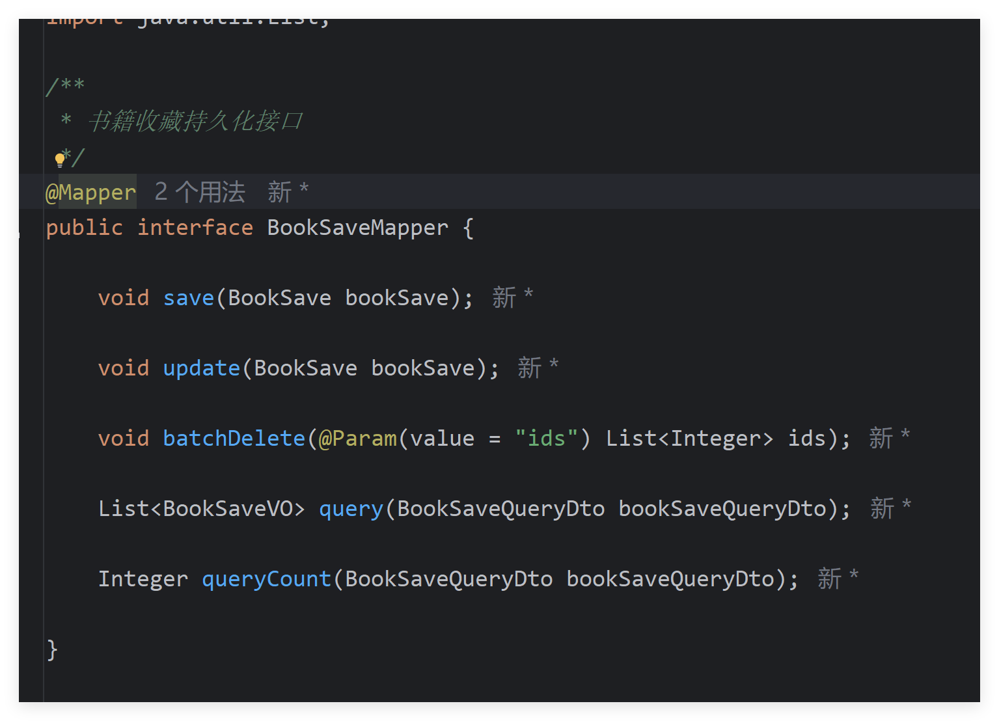 import java.util.List;
/**
* 书籍收藏持久化接口
*/
@Mapper 2 个用法 新 *
public interface BookSaveMapper {
void save(BookSave bookSave); 新 *
void update(BookSave bookSave); 新 *
void batchDelete(@Param(value = "ids") List<Integer> ids); 新 *
List<BookSaveVO> query(BookSaveQueryDto bookSaveQueryDto); 新 *
Integer queryCount(BookSaveQueryDto bookSaveQueryDto); 新 *
}